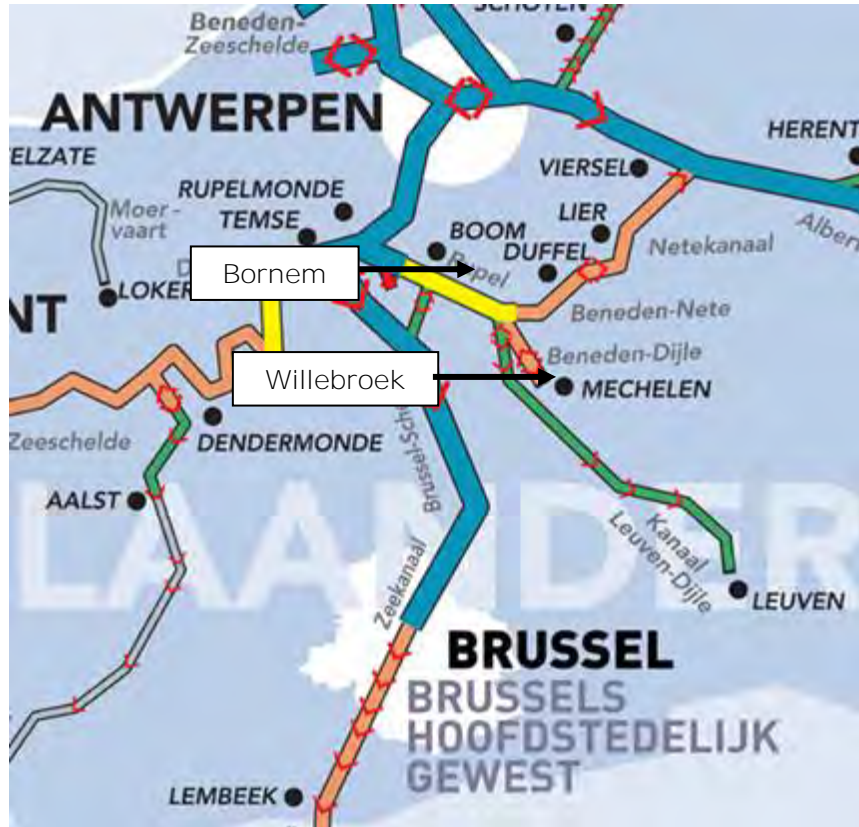 SCHOTEN
Beneden-
Zeeschelde
ANTWERPEN
HERENT
ELZATE
VIERSEL
RUPELMONDE
Moer-
vaart
TEMSE
LIER
BOOM
Netekanaal
Alber
DUFFEL
Rupel
D
Bornem
LOKER
NT
Beneden-Nete
Beneden-Dijle
Willebroek
MECHELEN
Zeeschelde
DENDERMONDE
Brussel-Sch
AALST
LAANDER
Kanaal
Leuven-Dijle
LEUVEN
Zeekanaal
BRUSSEL
BRUSSELS
HOOFDSTEDELIJK
GEWEST
LEMBEEK